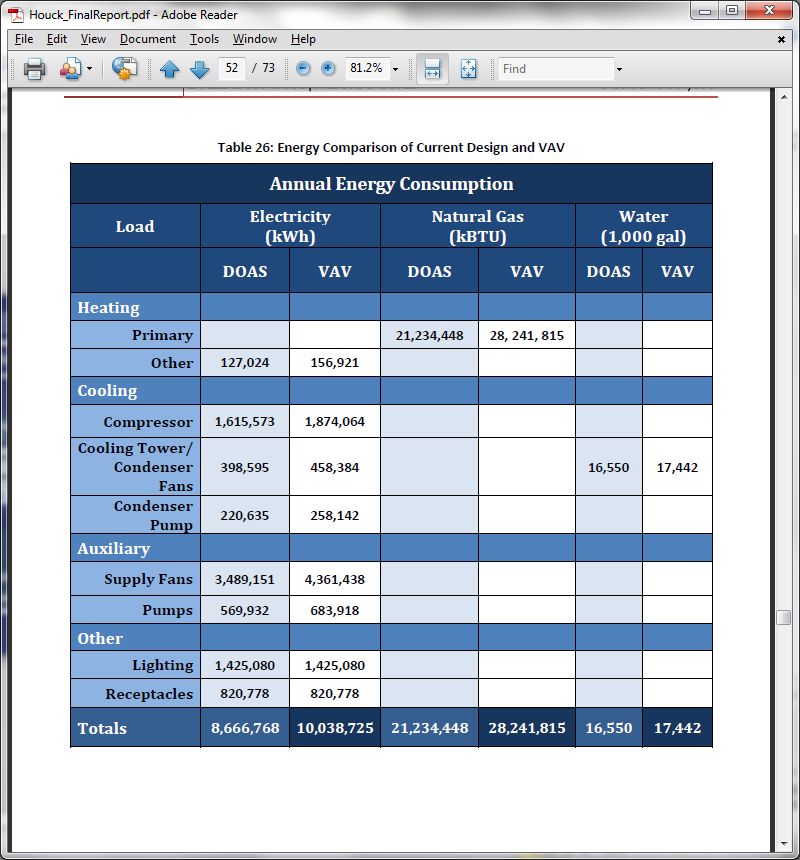 Houck_FinalReport.pdf - Adobe Reader
File Edit View Document Tools Window Help
52 / 73 81.2% Find
Table 26: Energy Comparison of Current Design and VAV
Annual Energy Consumption
Load Electricity (kWh) Natural Gas (kBTU) Water (1,000 gal)
DOAS VAV DOAS VAV DOAS VAV
Heating
Primary 21,234,448 28, 241, 815
Other 127,024 156,921
Cooling
Compressor 1,615,573 1,874,064
Cooling Tower/
Condenser 398,595 458,384 16,550 17,442
Fans
Condenser
Pump 220,635 258,142
Auxiliary
Supply Fans 3,489,151 4,361,438
Pumps 569,932 683,918
Other
Lighting 1,425,080 1,425,080
Receptacles 820,778 820,778
Totals 8,666,768 10,038,725 21,234,448 28,241,815 16,550 17,442